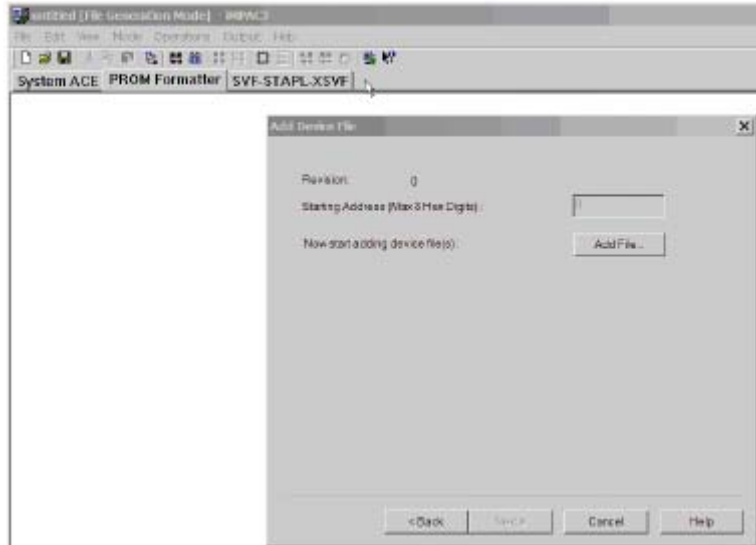 untitled [File Generation Mode] - iMPACT
File Edit View Mode Operations Output Help
System ACE PROM Formatter SVF-STAPL-XSVF
Add Device File
Revision: 0
Starting Address (Max 8 Hex Digits) : 0
Now start adding device file(s) : Add File...
< Back Next > Cancel Help